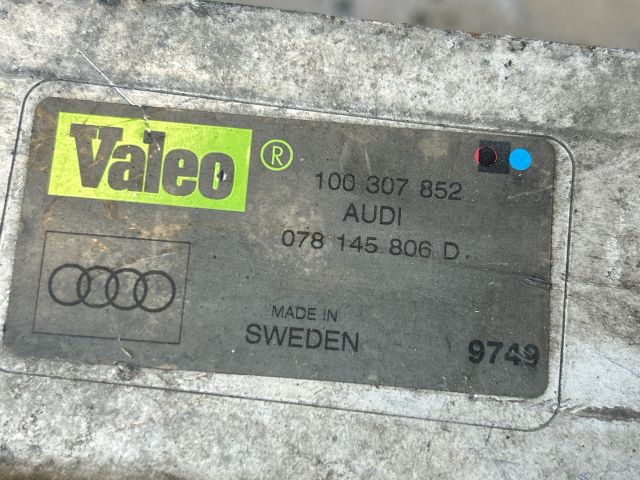 Valeo ®
100 307 852
AUDI
078 145 806 D
MADE IN
SWEDEN
9749